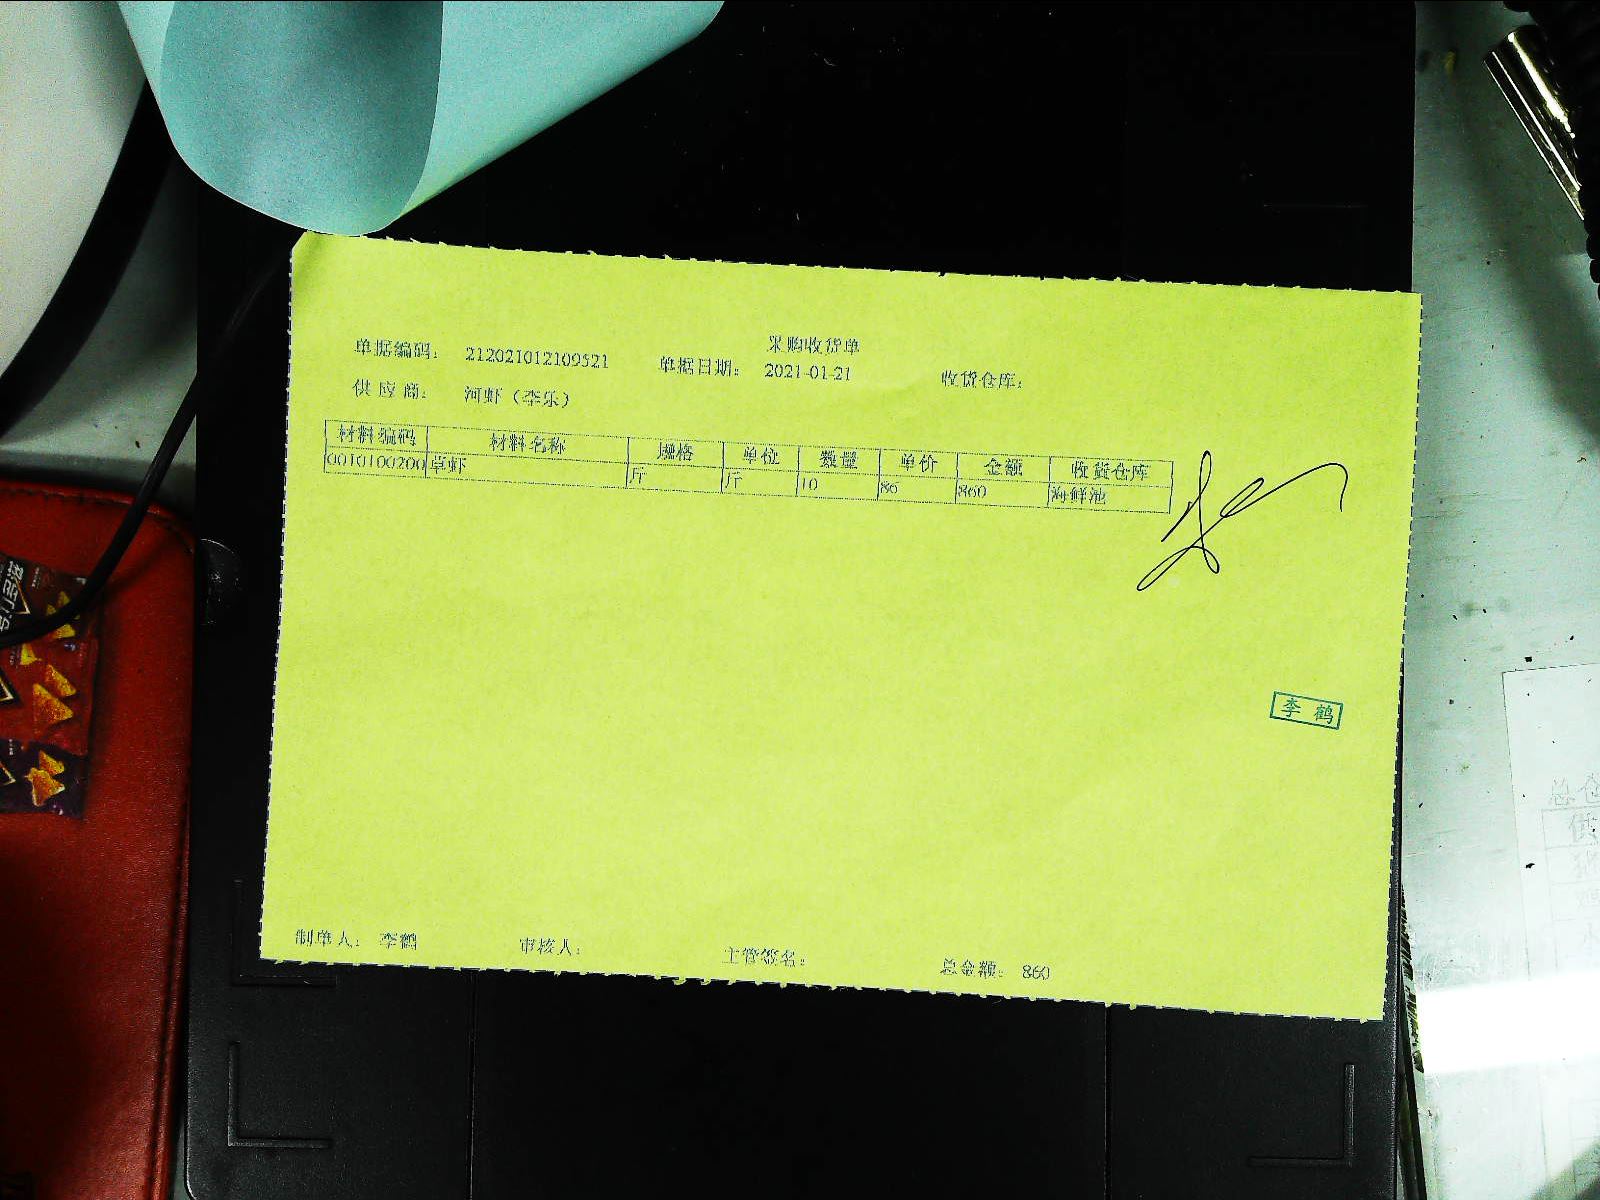 采购收货单
单据编码: 212021012109521 单据日期: 2021-01-21 收货仓库:
供应商: 河虾（李乐）
材料编码 材料名称 规格 单位 数量 单价 金额 收货仓库
0010100200 草虾 斤 斤 10 86 860 海鲜池
李鹤
制单人: 李鹤 审核人: 主管签名: 总金额: 860